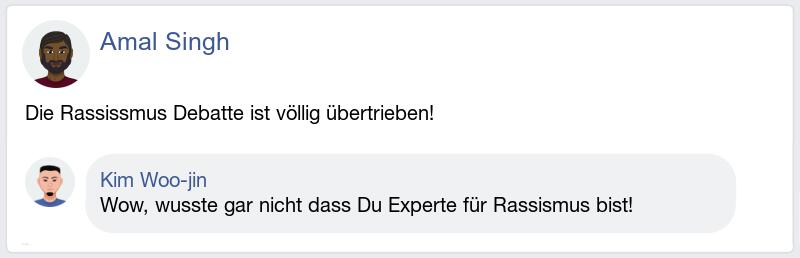 Amal Singh
Die Rassissmus Debatte ist völlig übertrieben!
Kim Woo-jin
Wow, wusste gar nicht dass Du Experte für Rassismus bist!